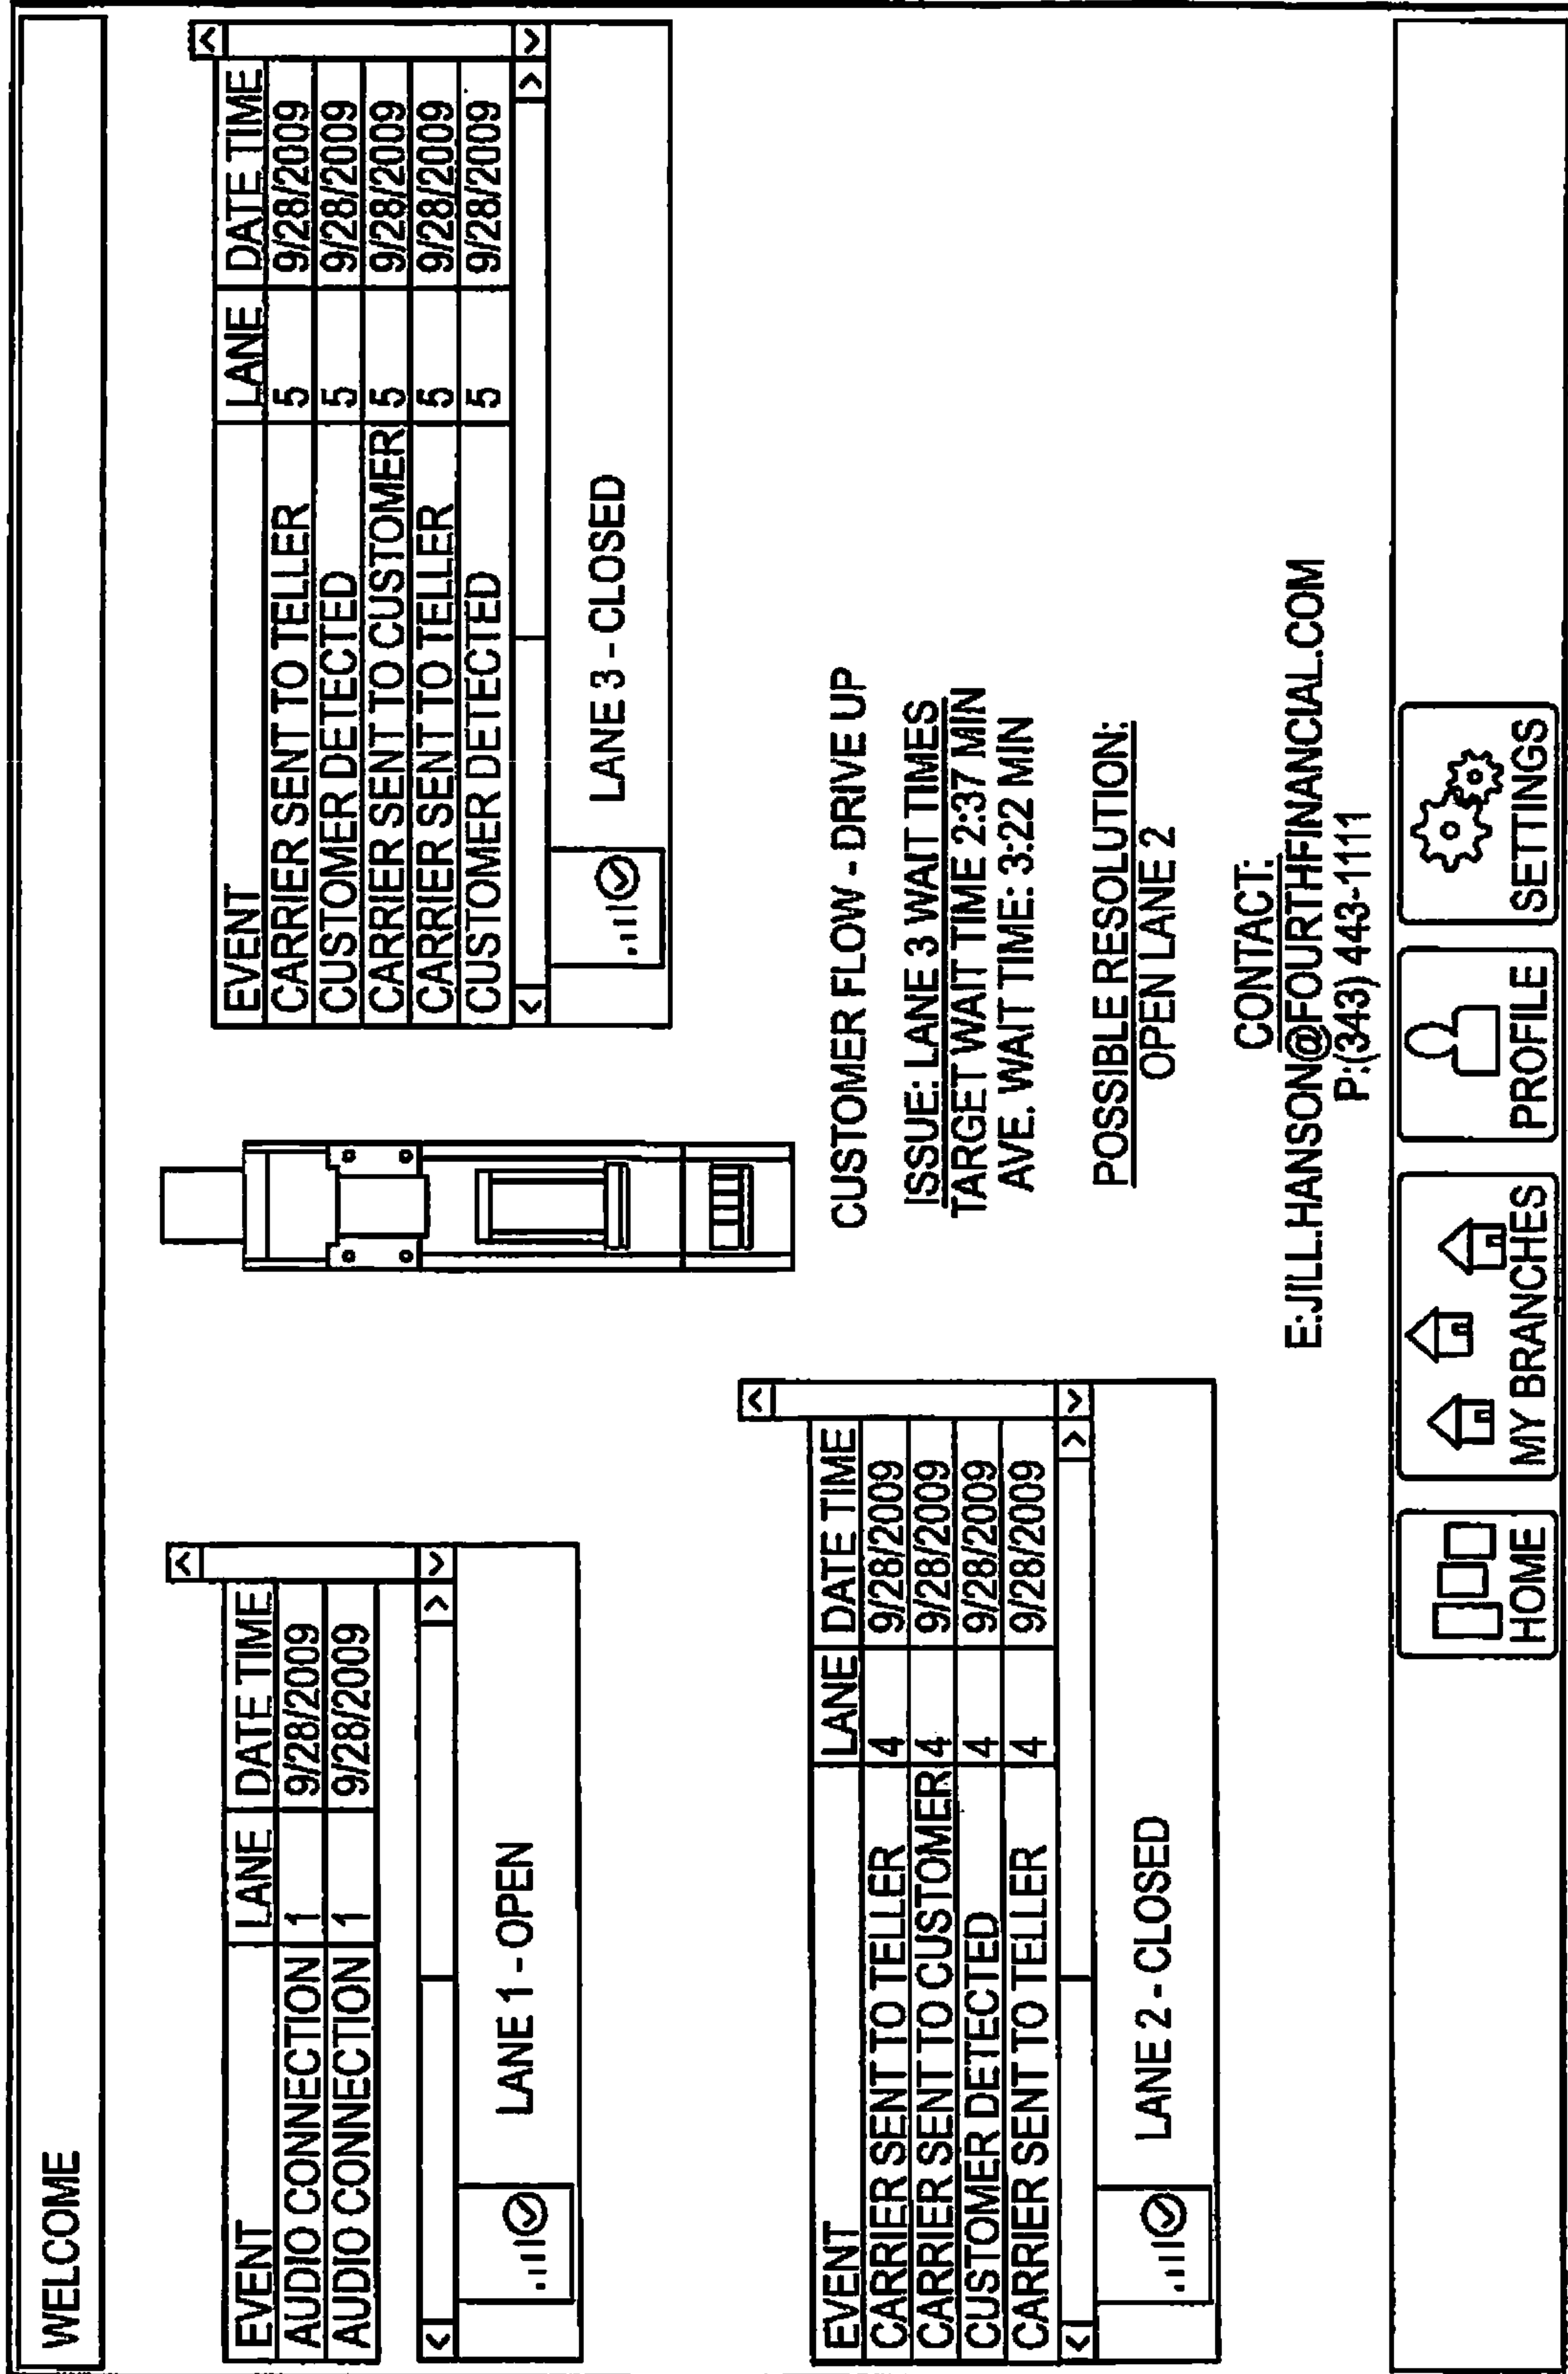 WELCOME
EVENT LANE DATE TIME
AUDIO CONNECTION 1 9/28/2009
AUDIO CONNECTION 1 9/28/2009
LANE 1 - OPEN
EVENT LANE DATE TIME
CARRIER SENT TO TELLER 5 9/28/2009
CUSTOMER DETECTED 5 9/28/2009
CARRIER SENT TO CUSTOMER 5 9/28/2009
CARRIER SENT TO TELLER 5 9/28/2009
CUSTOMER DETECTED 5 9/28/2009
LANE 3 - CLOSED
EVENT LANE DATE TIME
CARRIER SENT TO TELLER 4 9/28/2009
CARRIER SENT TO CUSTOMER 4 9/28/2009
CUSTOMER DETECTED 4 9/28/2009
CARRIER SENT TO TELLER 4 9/28/2009
LANE 2 - CLOSED
CUSTOMER FLOW - DRIVE UP
ISSUE: LANE 3 WAIT TIMES
TARGET WAIT TIME 2:37 MIN
AVE. WAIT TIME: 3:22 MIN
POSSIBLE RESOLUTION:
OPEN LANE 2
CONTACT:
E:JILL.HANSON@FOURTHFINANCIAL.COM
P:(343) 443-1111
HOME
MY BRANCHES
PROFILE
SETTINGS